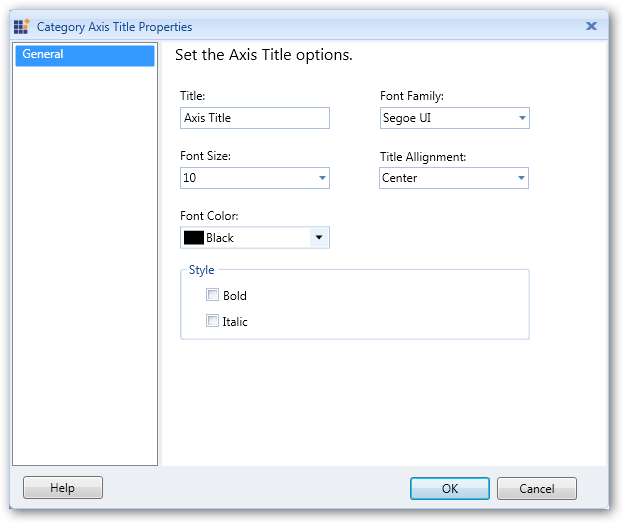 Category Axis Title Properties
General
Set the Axis Title options.
Title:
Font Family:
Axis Title
Segoe UI
Font Size:
Title Allignment:
10
Center
Font Color:
Black
Style
Bold
Italic
Help
OK
Cancel